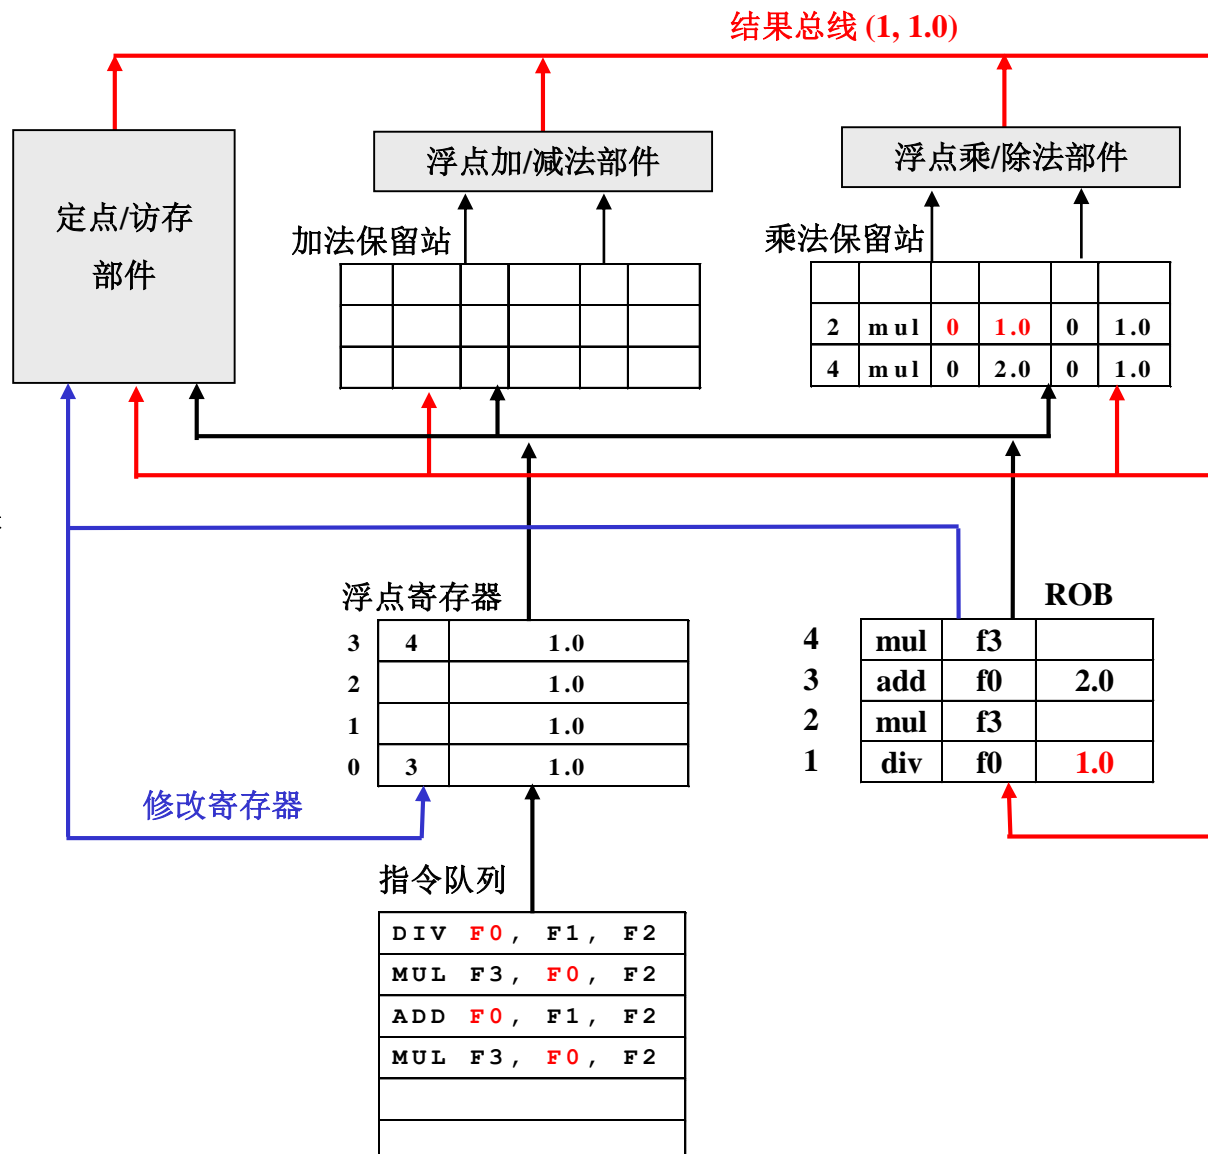 结果总线 (1, 1.0)
定点/访存
部件
浮点加/减法部件
浮点乘/除法部件
加法保留站
乘法保留站
2 mul 0 1.0 0 1.0
4 mul 0 2.0 0 1.0
浮点寄存器
3 4 1.0
2 1.0
1 1.0
0 3 1.0
ROB
4 mul f3
3 add f0 2.0
2 mul f3
1 div f0 1.0
修改寄存器
指令队列
DIV F0, F1, F2
MUL F3, F0, F2
ADD F0, F1, F2
MUL F3, F0, F2